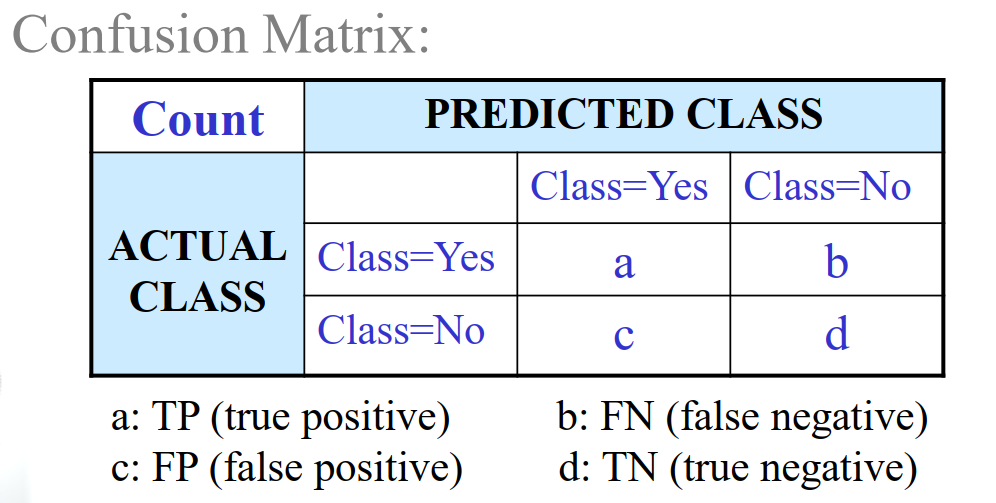 Confusion Matrix:
Count PREDICTED CLASS
Class=Yes Class=No
ACTUAL CLASS
Class=Yes a b
Class=No c d
a: TP (true positive) b: FN (false negative)
c: FP (false positive) d: TN (true negative)